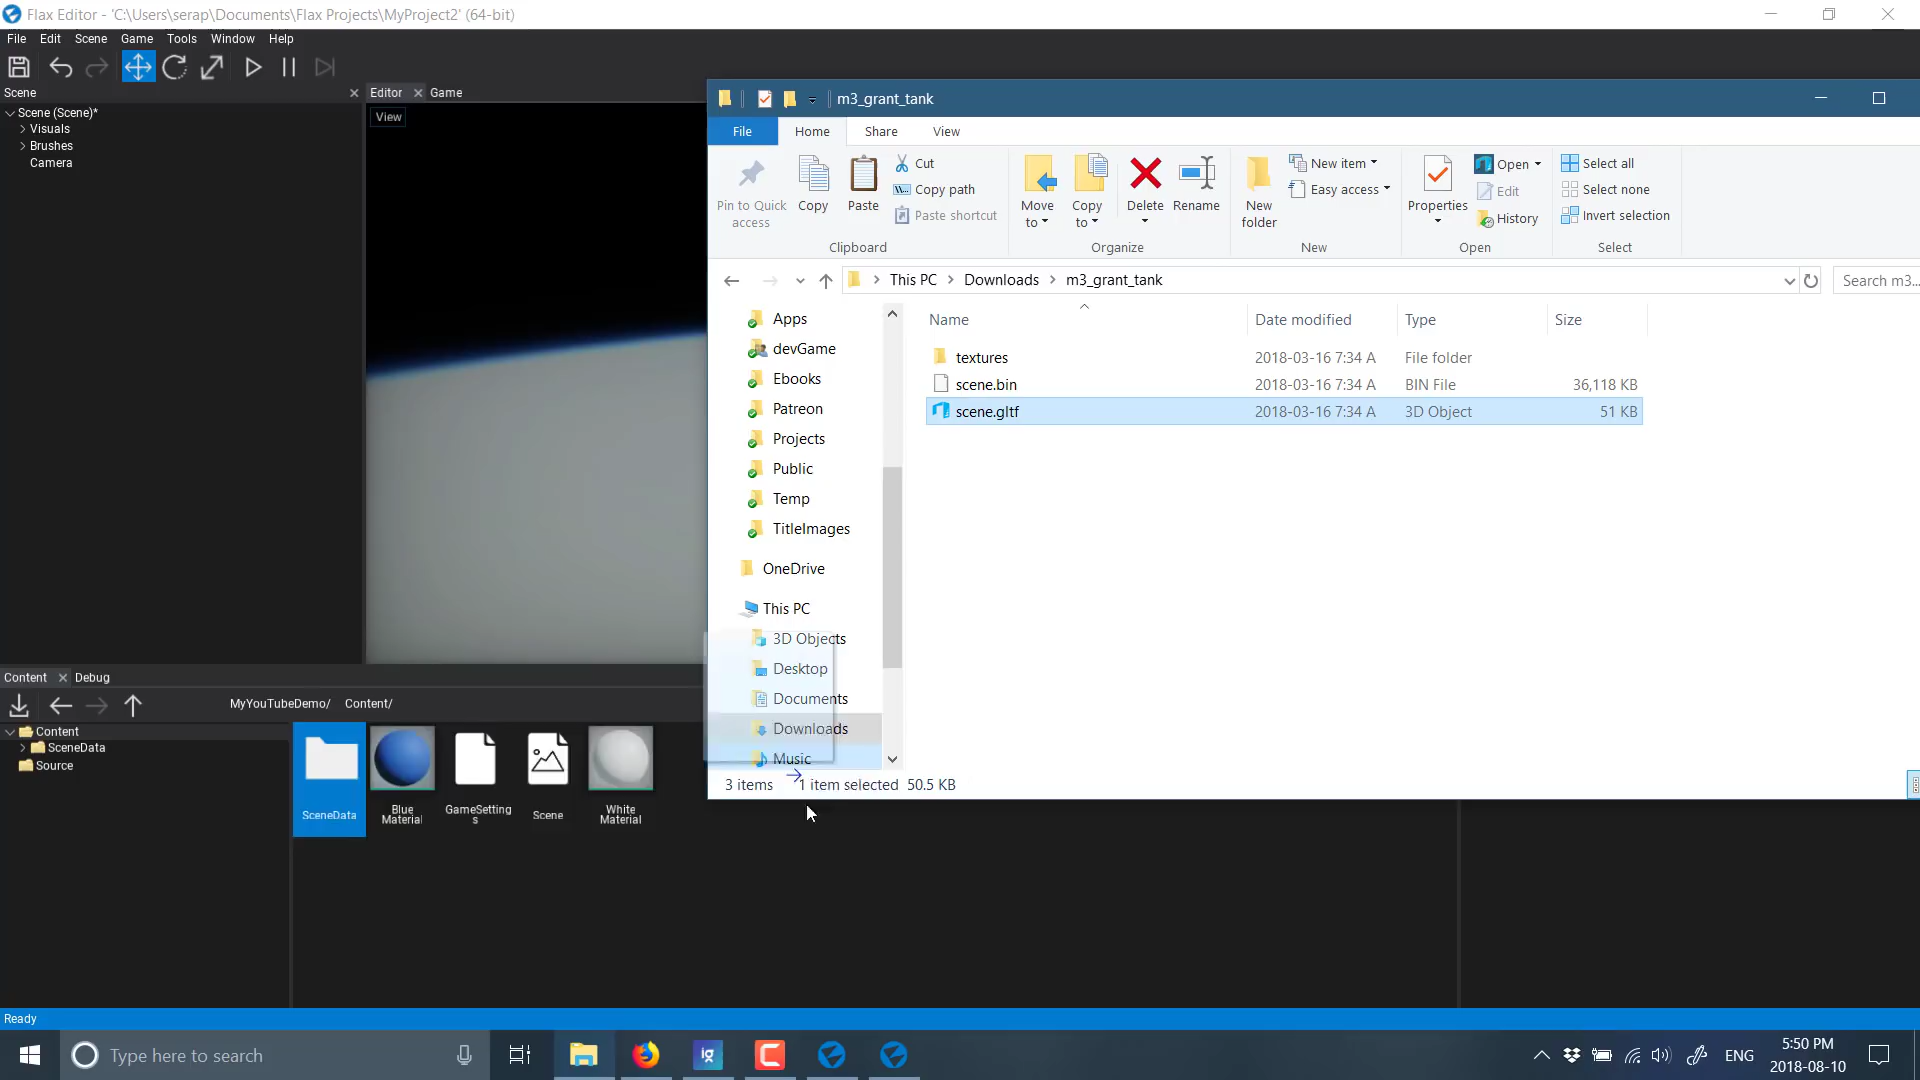 Flax Editor - 'C:\Users\serap\Documents\Flax Projects\MyProject2' (64-bit)
File Edit Scene Game Tools Window Help
Scene
Editor
Game
Scene (Scene)*
Visuals
Brushes
Camera
View
m3_grant_tank
File Home Share View
Pin to Quick access
Copy
Paste
Cut
Copy path
Paste shortcut
Clipboard
Move to
Copy to
Delete
Rename
Organize
New folder
New item
Easy access
New
Properties
Open
Edit
History
Open
Select all
Select none
Invert selection
Select
This PC Downloads m3_grant_tank
Search m3...
Apps
devGame
Ebooks
Patreon
Projects
Public
Temp
TitleImages
OneDrive
This PC
3D Objects
Desktop
Documents
Downloads
Music
Name Date modified Type Size
textures 2018-03-16 7:34 A File folder
scene.bin 2018-03-16 7:34 A BIN File 36,118 KB
scene.gltf 2018-03-16 7:34 A 3D Object 51 KB
3 items 1 item selected 50.5 KB
Content
Debug
MyYouTubeDemo/ Content/
Content
SceneData
Source
SceneData
Blue Material
GameSettings
Scene
White Material
Ready
Type here to search
ig
C
ENG
5:50 PM
2018-08-10